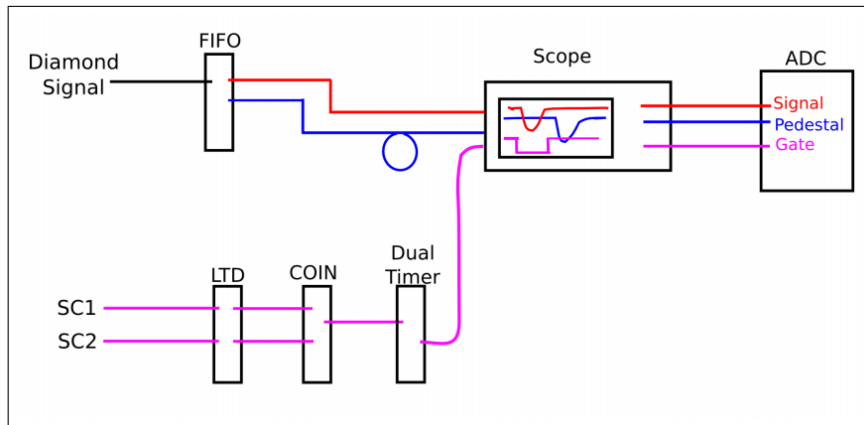 FIFO
Diamond
Signal
Scope
ADC
Signal
Pedestal
Gate
Dual
Timer
LTD
COIN
SC1
SC2